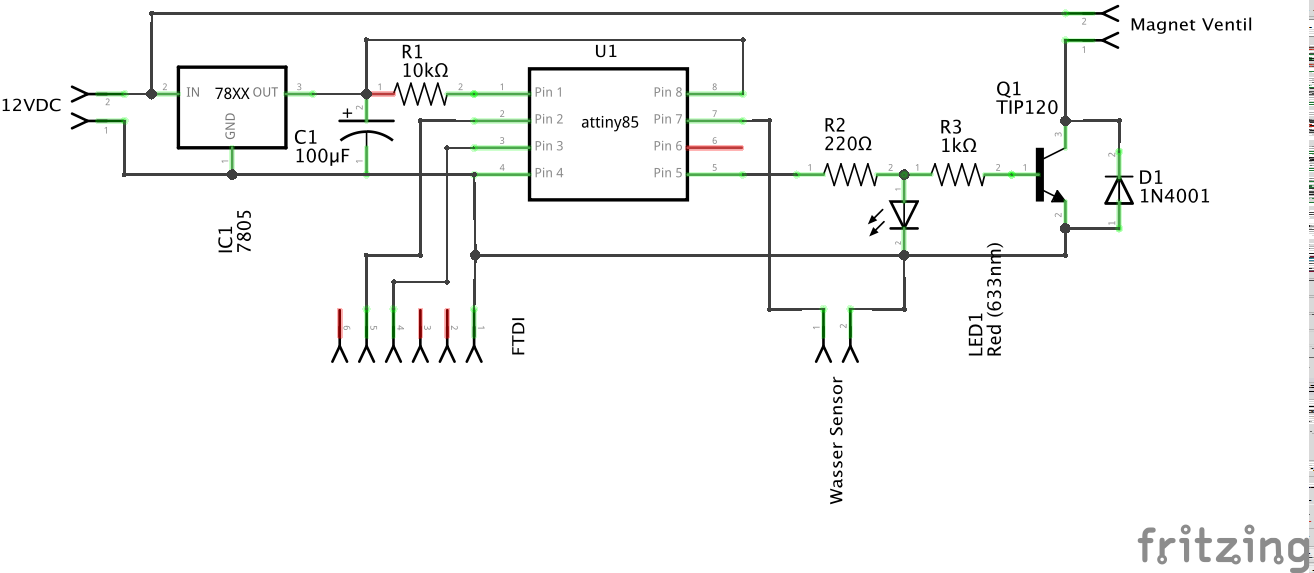 Magnet Ventil
2
1
12VDC
2
1
IN
78XX
OUT
GND
2
3
1
IC1
7805
C1
100µF
+
2
1
R1
10kΩ
1
2
U1
attiny85
Pin 1
Pin 2
Pin 3
Pin 4
Pin 8
Pin 7
Pin 6
Pin 5
1
2
3
4
8
7
6
5
R2
220Ω
1
2
R3
1kΩ
1
2
Q1
TIP120
1
3
2
D1
1N4001
2
1
1
2
LED1
Red (633nm)
6
5
4
3
2
1
FTDI
1
2
Wasser Sensor
fritzing